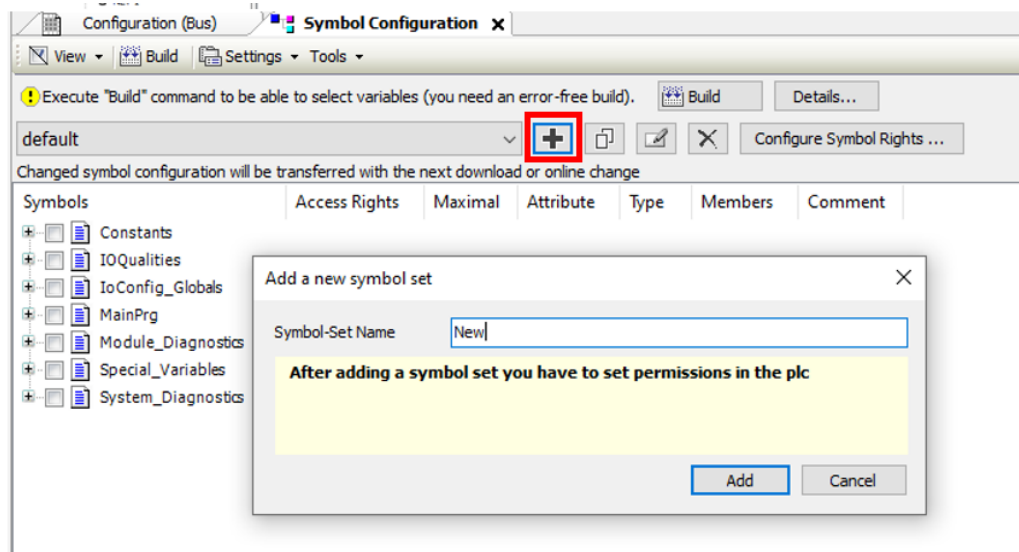 Configuration (Bus) Symbol Configuration x
View Build Settings Tools
Execute "Build" command to be able to select variables (you need an error-free build). Build Details...
default Configure Symbol Rights ...
Changed symbol configuration will be transferred with the next download or online change
Symbols Access Rights Maximal Attribute Type Members Comment
Constants
IOQualities
IoConfig_Globals
MainPrg
Module_Diagnostics
Special_Variables
System_Diagnostics
Add a new symbol set
Symbol-Set Name New
After adding a symbol set you have to set permissions in the plc
Add Cancel